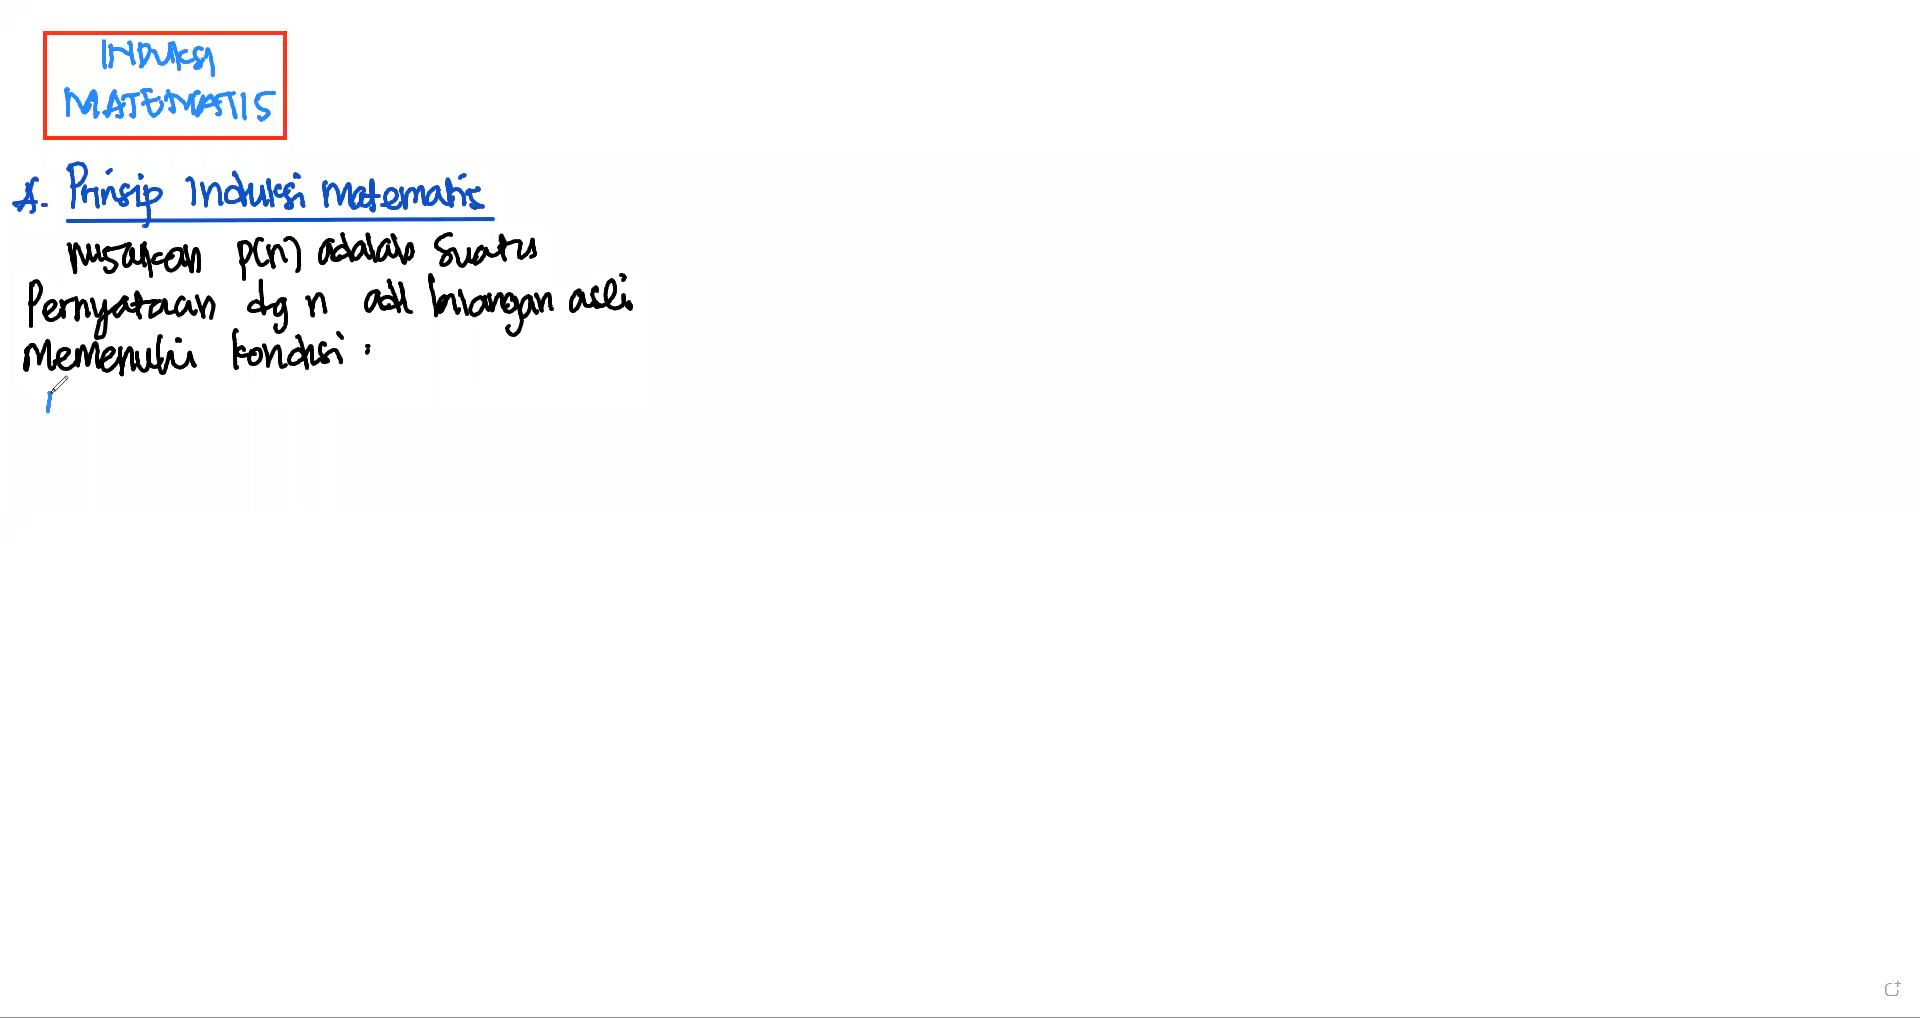 INDUKSI
MATEMATIS
A. Prinsip Induksi Matematis
Misalkan P(n) adalah Suatu
Pernyataan dg n adl bilangan asli.
Memenuhi kondisi :